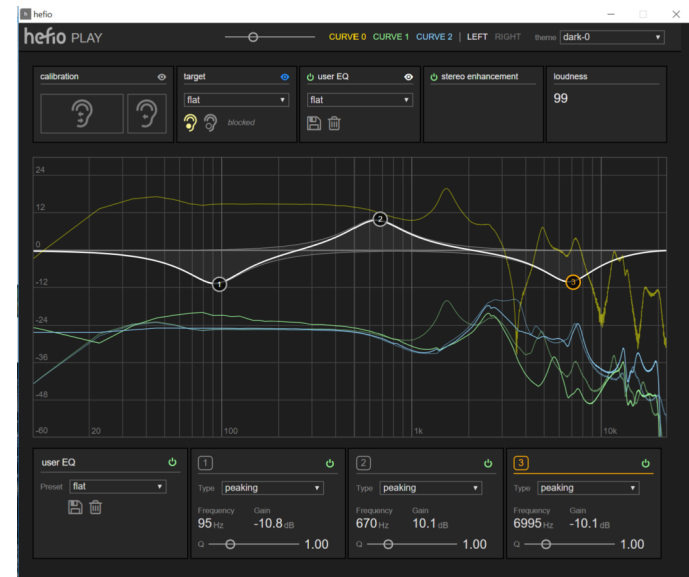 hefio
hefio PLAY
CURVE 0 CURVE 1 CURVE 2 | LEFT RIGHT theme dark-0
calibration
target
flat
blocked
user EQ
flat
stereo enhancement
loudness
99
24
12
0
-12
-24
-36
-48
-60 20 100 1k 10k
1
2
3
user EQ
Preset flat
1
Type peaking
Frequency Gain
95 Hz -10.8 dB
Q 1.00
2
Type peaking
Frequency Gain
670 Hz 10.1 dB
Q 1.00
3
Type peaking
Frequency Gain
6995 Hz -10.1 dB
Q 1.00